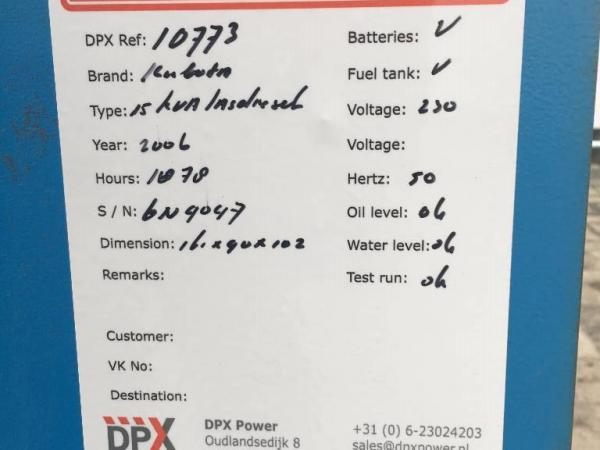 DPX Ref: 10773
Brand: Kubota
Type: 15 KVA
Year: 2006
Hours: 1078
S / N: 6N9047
Dimension: 161x90x102
Remarks:
Customer:
VK No:
Destination:
Batteries: V
Fuel tank: V
Voltage: 230
Voltage:
Hertz: 50
Oil level: ok
Water level: ok
Test run: ok
DPX
DPX Power
Oudlandsedijk 8
+31 (0) 6-23024203
sales@dpxpower.nl